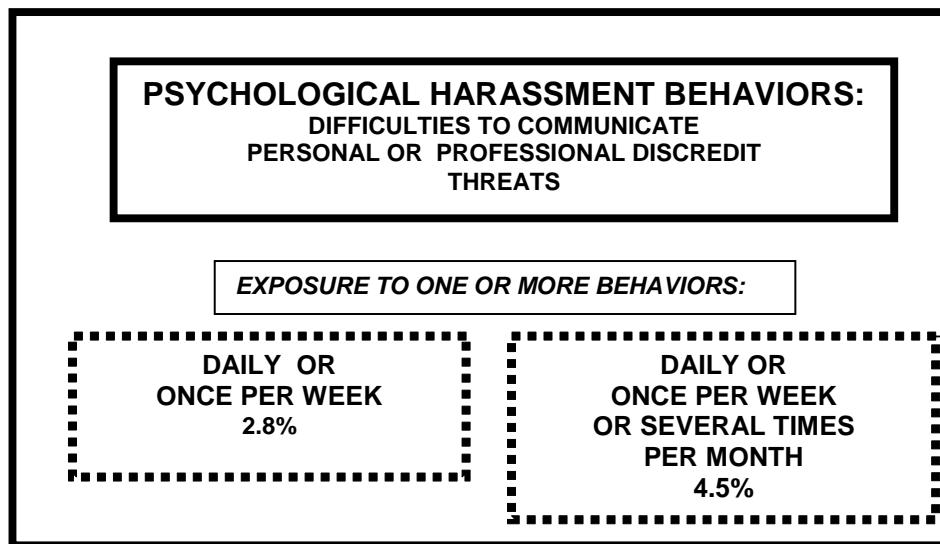 PSYCHOLOGICAL HARASSMENT BEHAVIORS:
DIFFICULTIES TO COMMUNICATE
PERSONAL OR PROFESSIONAL DISCREDIT
THREATS
EXPOSURE TO ONE OR MORE BEHAVIORS:
DAILY OR
ONCE PER WEEK
2.8%
DAILY OR
ONCE PER WEEK
OR SEVERAL TIMES
PER MONTH
4.5%